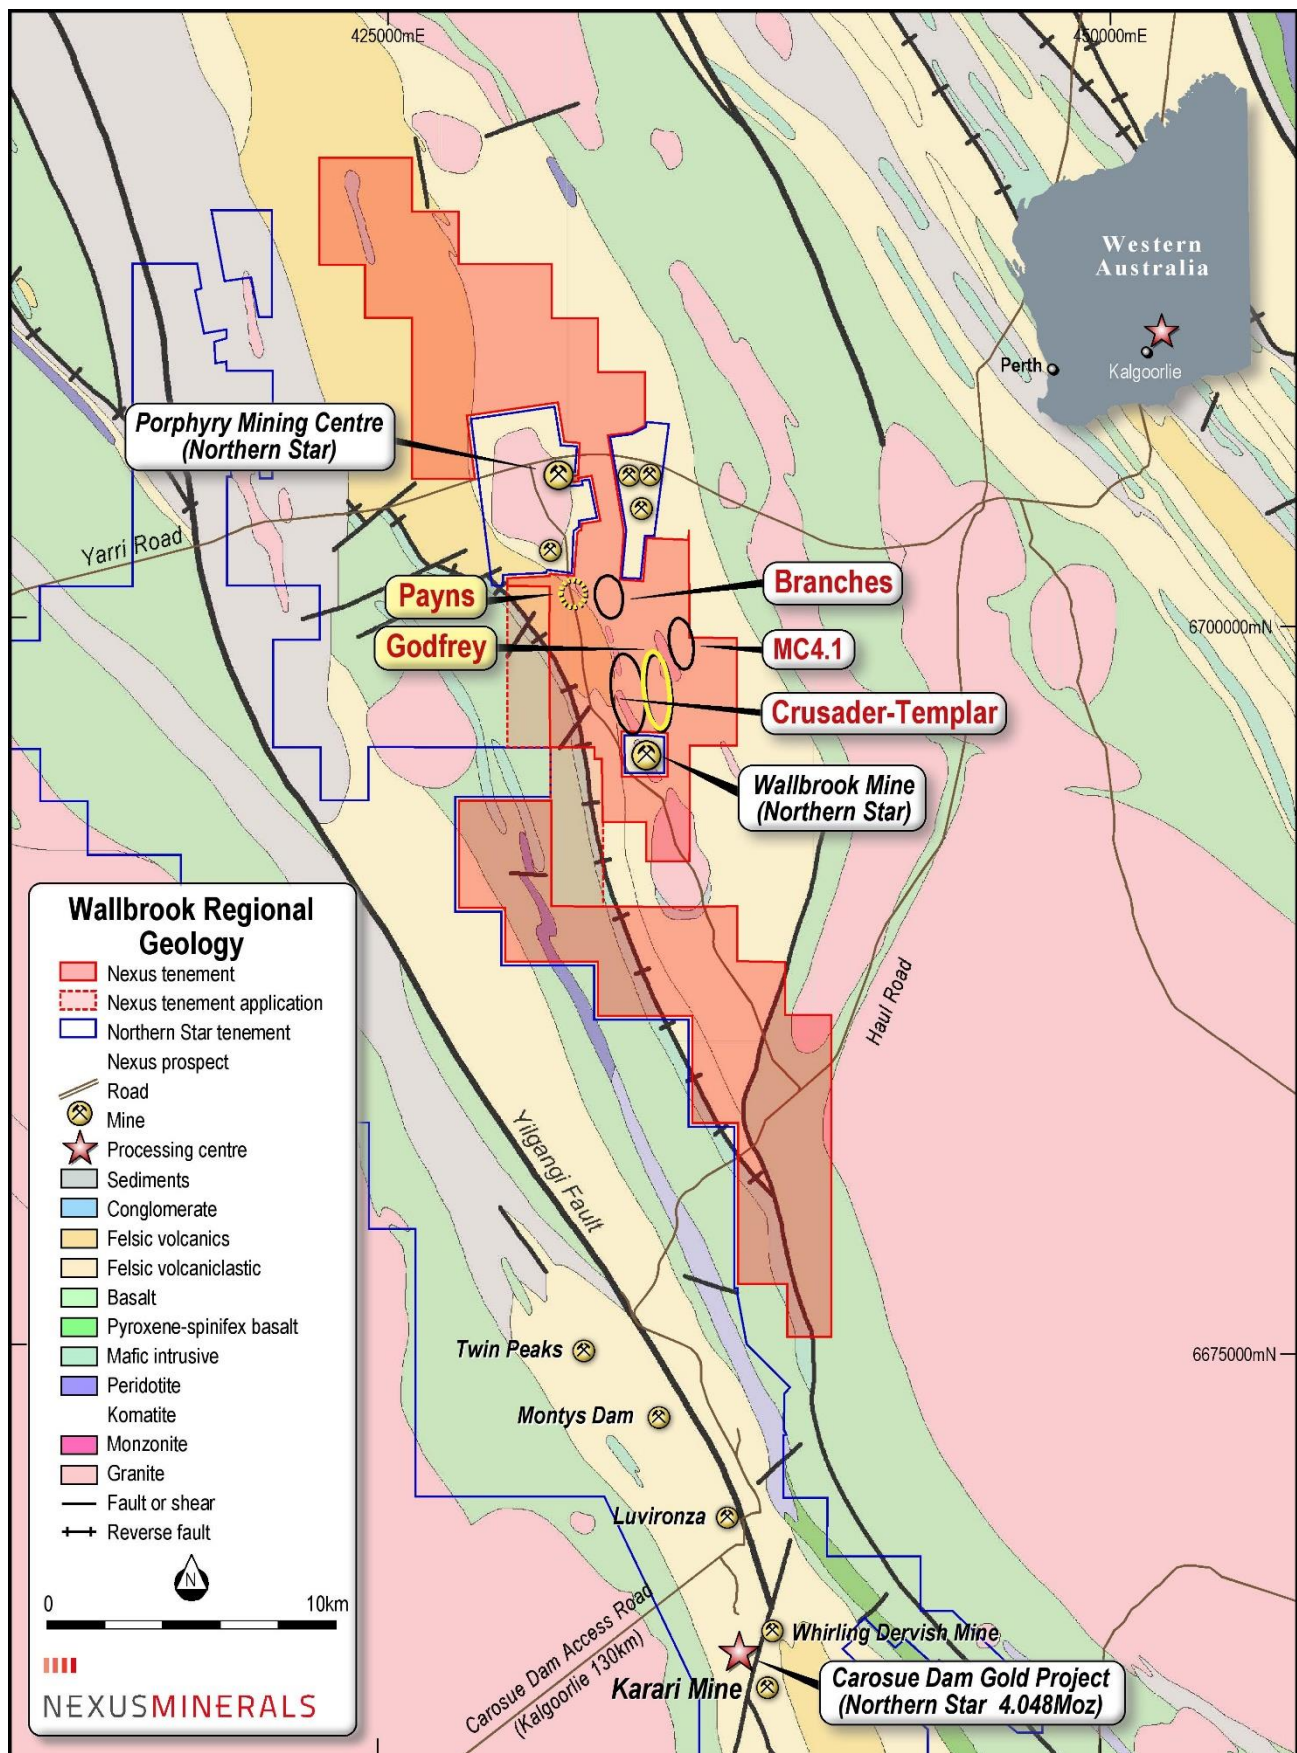 425000mE
450000mE
Western
Australia
Perth
Kalgoorlie
Porphyry Mining Centre
(Northern Star)
Yarri Road
Payns
Branches
Godfrey
MC4.1
6700000mN
Crusader-Templar
Wallbrook Mine
(Northern Star)
Haul Road
Yilgangi Fault
Wallbrook Regional
Geology
Nexus tenement
Nexus tenement application
Northern Star tenement
Nexus prospect
Road
Mine
Processing centre
Sediments
Conglomerate
Felsic volcanics
Felsic volcaniclastic
Basalt
Pyroxene-spinifex basalt
Mafic intrusive
Peridotite
Komatite
Monzonite
Granite
Fault or shear
Reverse fault
N
0 10km
NEXUSMINERALS
Twin Peaks
6675000mN
Montys Dam
Luvironza
Carosue Dam Access Road
(Kalgoorlie 130km)
Whirling Dervish Mine
Karari Mine
Carosue Dam Gold Project
(Northern Star 4.048Moz)